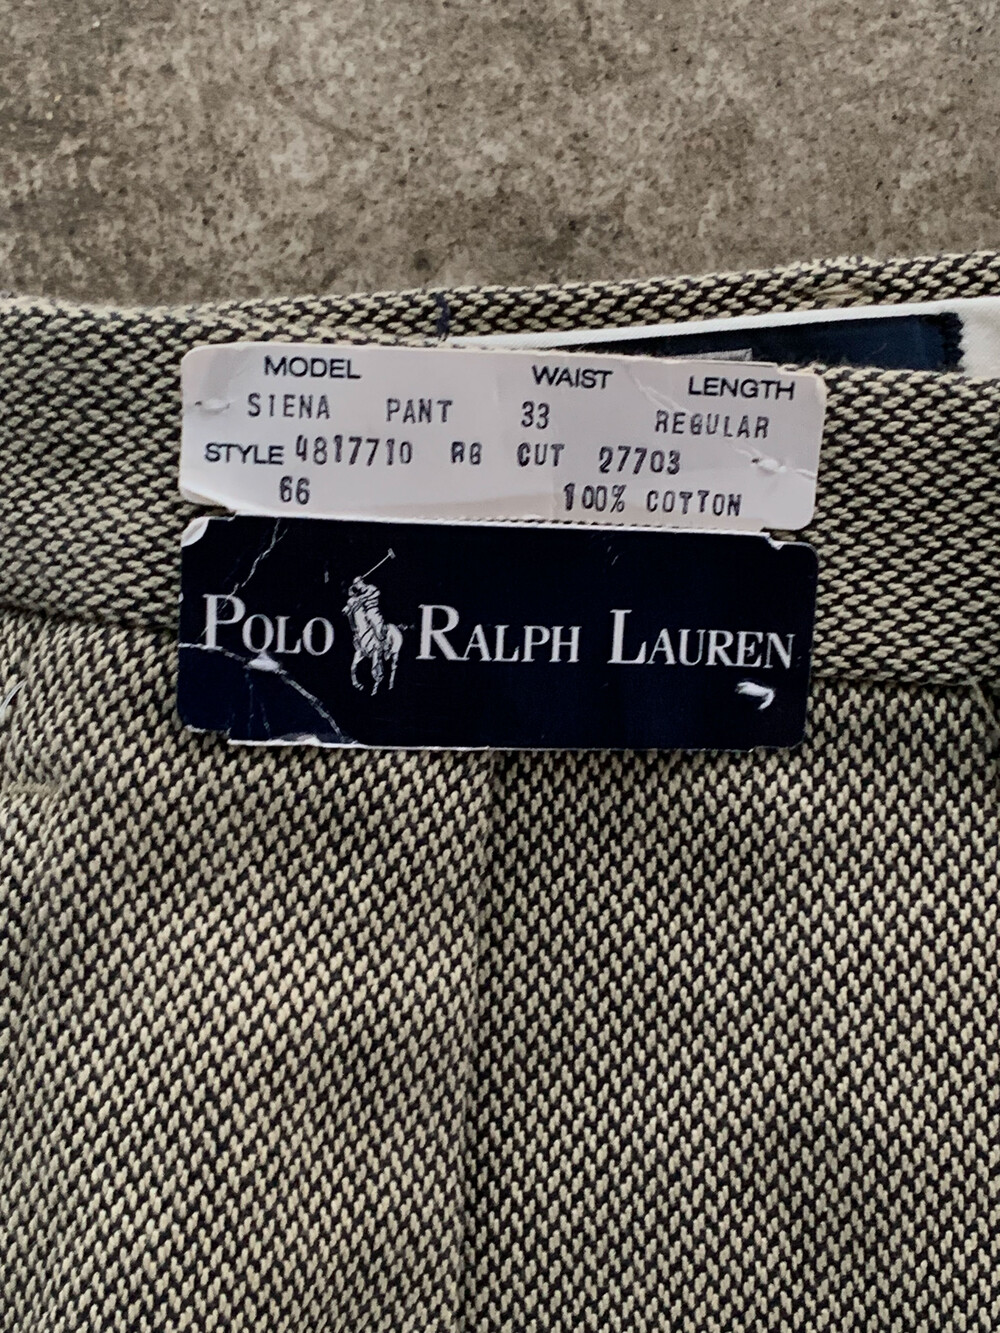 MODEL WAIST LENGTH
SIENA PANT 33 REGULAR
STYLE 4817710 RG CUT 27703
66 100% COTTON
POLO RALPH LAUREN